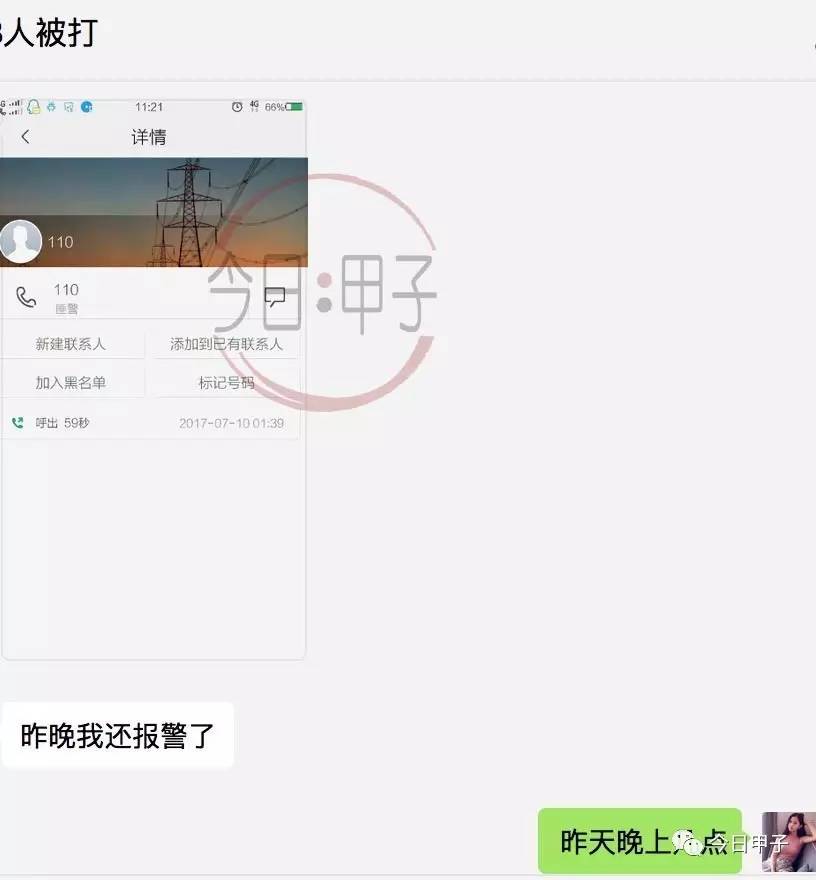 人被打
11:21
4G
66%
详情
110
110
匪警
新建联系人 添加到已有联系人
加入黑名单 标记号码
呼出 59秒 2017-07-10 01:39
今日甲子
昨晚我还报警了
昨天晚上几点
今日甲子